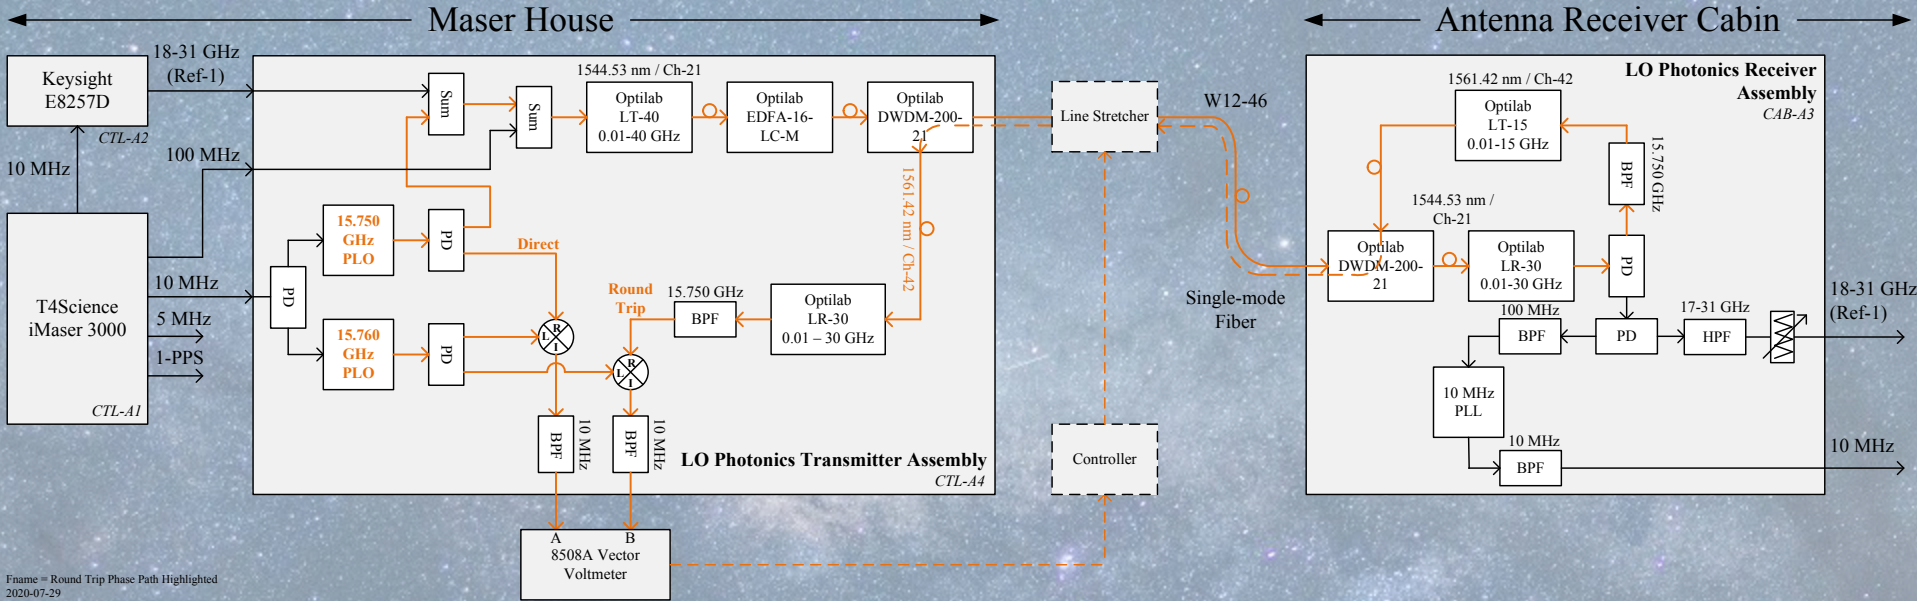 Maser House
Antenna Receiver Cabin
Keysight
E8257D
CTL-A2
18-31 GHz
(Ref-1)
10 MHz
100 MHz
T4Science
iMaser 3000
CTL-A1
10 MHz
5 MHz
1-PPS
Sum
Sum
1544.53 nm / Ch-21
Optilab
LT-40
0.01-40 GHz
Optilab
EDFA-16-
LC-M
Optilab
DWDM-200-
21
1561.42 nm / Ch-42
PD
15.750
GHz
PLO
PD
Direct
15.760
GHz
PLO
PD
R
L
I
Round
Trip
R
L
I
15.750 GHz
BPF
Optilab
LR-30
0.01 – 30 GHz
BPF
10 MHz
BPF
10 MHz
LO Photonics Transmitter Assembly
CTL-A4
A
B
8508A Vector
Voltmeter
Line Stretcher
Controller
W12-46
Single-mode
Fiber
LO Photonics Receiver
Assembly
CAB-A3
1561.42 nm / Ch-42
Optilab
LT-15
0.01-15 GHz
BPF
15.750 GHz
1544.53 nm /
Ch-21
Optilab
DWDM-200-
21
Optilab
LR-30
0.01-30 GHz
PD
100 MHz
BPF
PD
17-31 GHz
HPF
18-31 GHz
(Ref-1)
10 MHz
PLL
10 MHz
BPF
10 MHz
Fname = Round Trip Phase Path Highlighted
2020-07-29